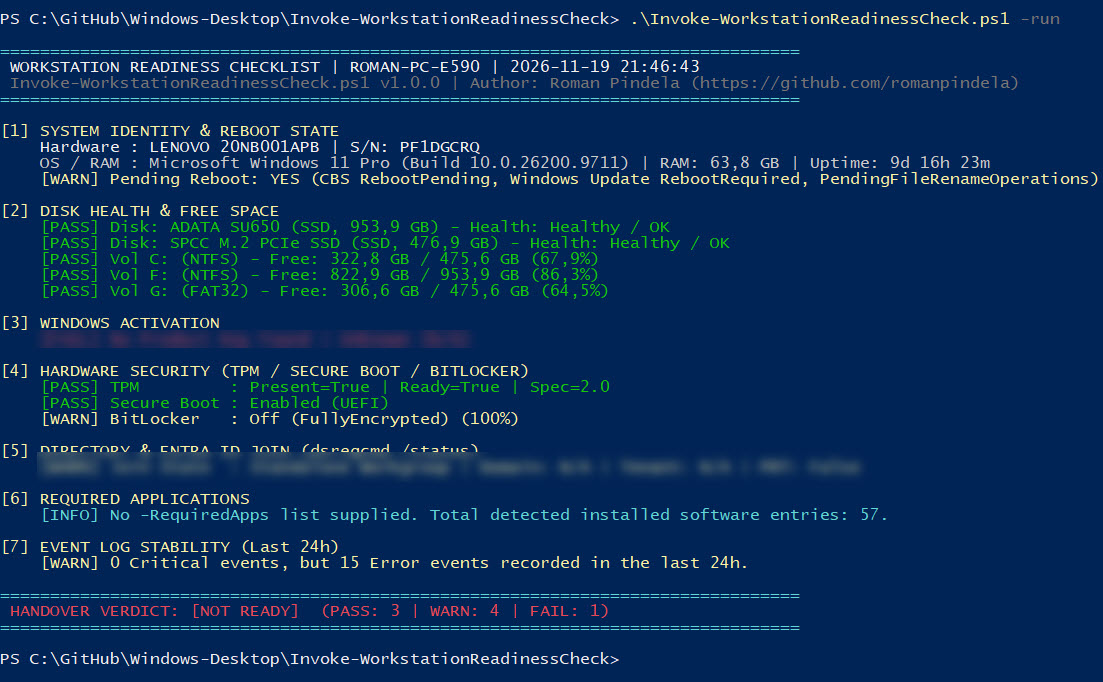 PS C:\GitHub\Windows-Desktop\Invoke-WorkstationReadinessCheck> .\Invoke-WorkstationReadinessCheck.ps1 -run
================================================================================
WORKSTATION READINESS CHECKLIST | ROMAN-PC-E590 | 2026-11-19 21:46:43
Invoke-WorkstationReadinessCheck.ps1 v1.0.0 | Author: Roman Pindela (https://github.com/romanpindela)
================================================================================
[1] SYSTEM IDENTITY & REBOOT STATE
Hardware : LENOVO 20NB001APB | S/N: PF1DGCRQ
OS / RAM : Microsoft Windows 11 Pro (Build 10.0.26200.9711) | RAM: 63,8 GB | Uptime: 9d 16h 23m
[WARN] Pending Reboot: YES (CBS RebootPending, Windows Update RebootRequired, PendingFileRenameOperations)
[2] DISK HEALTH & FREE SPACE
[PASS] Disk: ADATA SU650 (SSD, 953,9 GB) - Health: Healthy / OK
[PASS] Disk: SPCC M.2 PCIe SSD (SSD, 476,9 GB) - Health: Healthy / OK
[PASS] Vol C: (NTFS) - Free: 322,8 GB / 475,6 GB (67,9%)
[PASS] Vol F: (NTFS) - Free: 822,9 GB / 953,9 GB (86,3%)
[PASS] Vol G: (FAT32) - Free: 306,6 GB / 475,6 GB (64,5%)
[3] WINDOWS ACTIVATION
[4] HARDWARE SECURITY (TPM / SECURE BOOT / BITLOCKER)
[PASS] TPM         : Present=True | Ready=True | Spec=2.0
[PASS] Secure Boot : Enabled (UEFI)
[WARN] BitLocker   : Off (FullyEncrypted) (100%)
[5] DIRECTORY & ENTRA ID JOIN (dsregcmd /status)
[6] REQUIRED APPLICATIONS
[INFO] No -RequiredApps list supplied. Total detected installed software entries: 57.
[7] EVENT LOG STABILITY (Last 24h)
[WARN] 0 Critical events, but 15 Error events recorded in the last 24h.
================================================================================
HANDOVER VERDICT: [NOT READY]  (PASS: 3 | WARN: 4 | FAIL: 1)
================================================================================
PS C:\GitHub\Windows-Desktop\Invoke-WorkstationReadinessCheck>